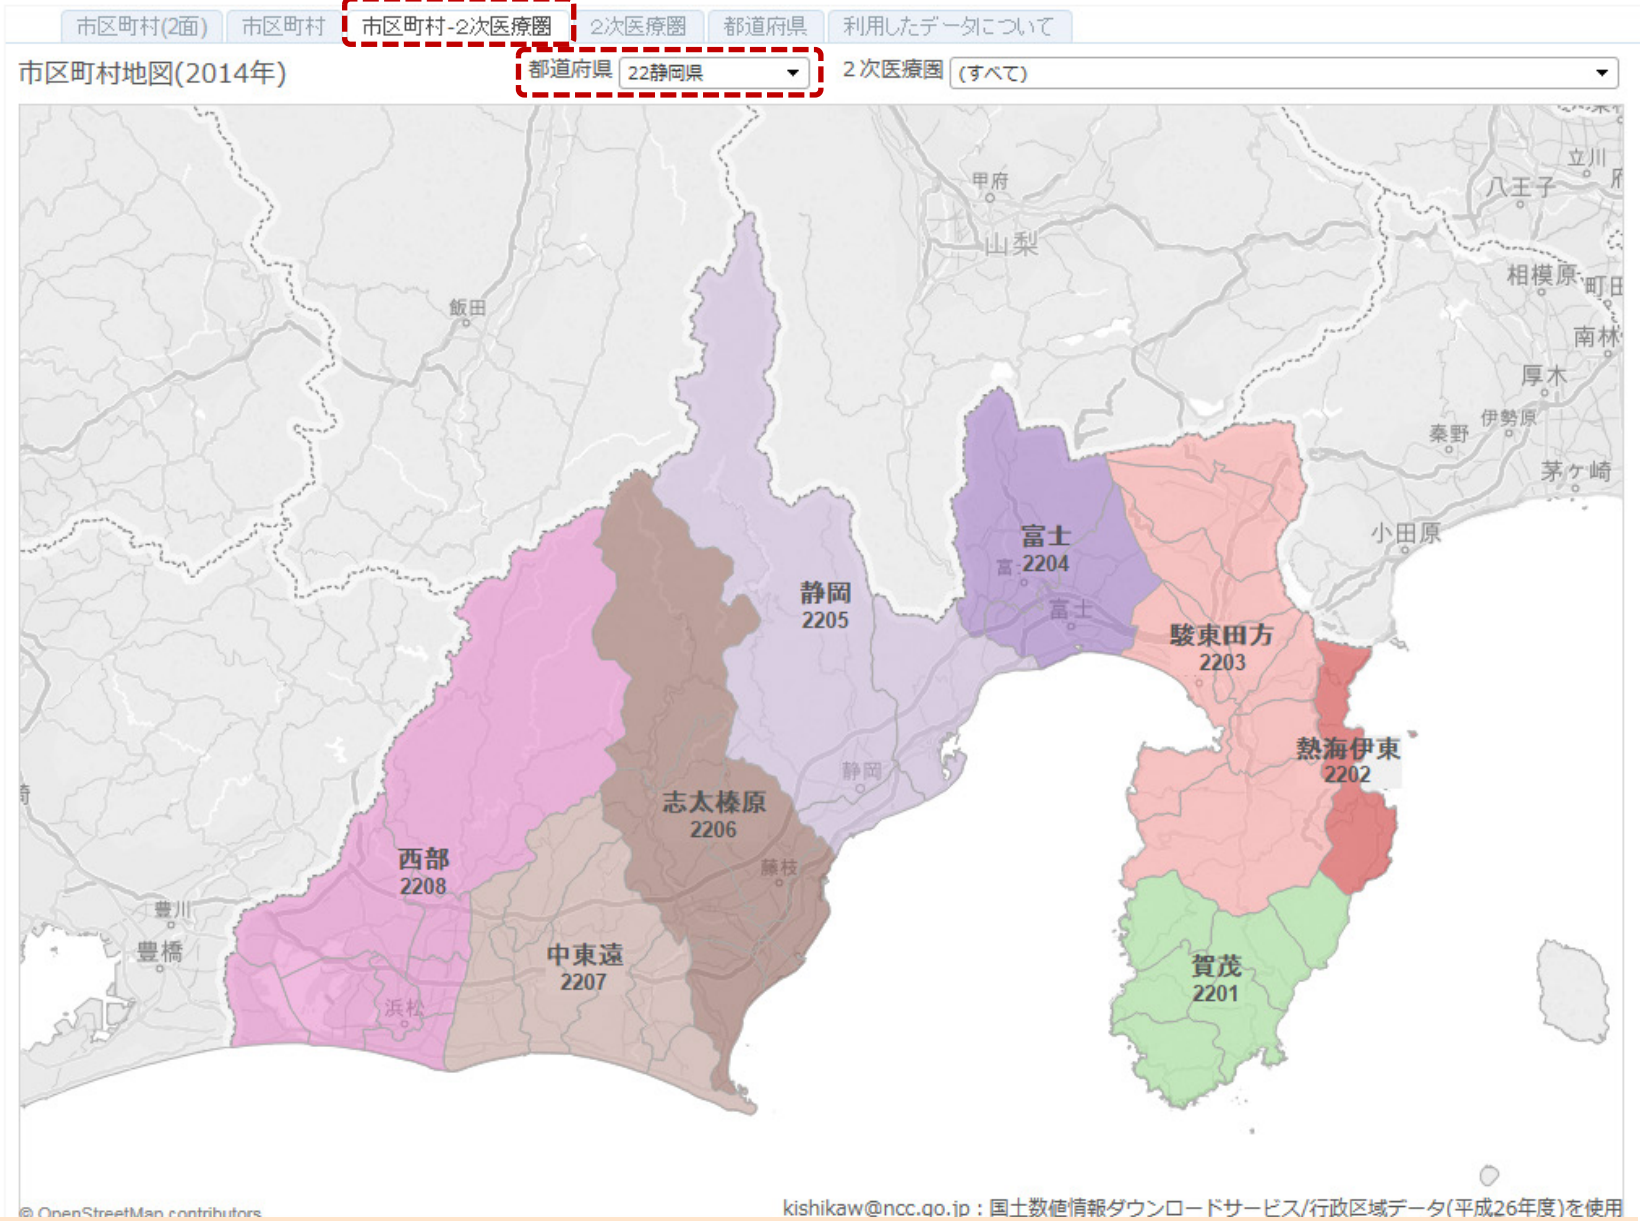 市区町村(2面)
市区町村
市区町村-2次医療圏
2次医療圏
都道府県
利用したデータについて
市区町村地図(2014年)
都道府県
22静岡県
2次医療圏
(すべて)
立川
八王子
甲府
山梨
相模原
町田
飯田
南林
厚木
伊勢原
秦野
茅ヶ崎
小田原
富士
2204
富士
静岡
2205
駿東田方
2203
熱海伊東
2202
静岡
志太榛原
2206
藤枝
西部
2208
豊川
豊橋
中東遠
2207
浜松
賀茂
2201
© OpenStreetMap contributors
kishikaw@ncc.go.jp : 国土数値情報ダウンロードサービス/行政区域データ(平成26年度)を使用